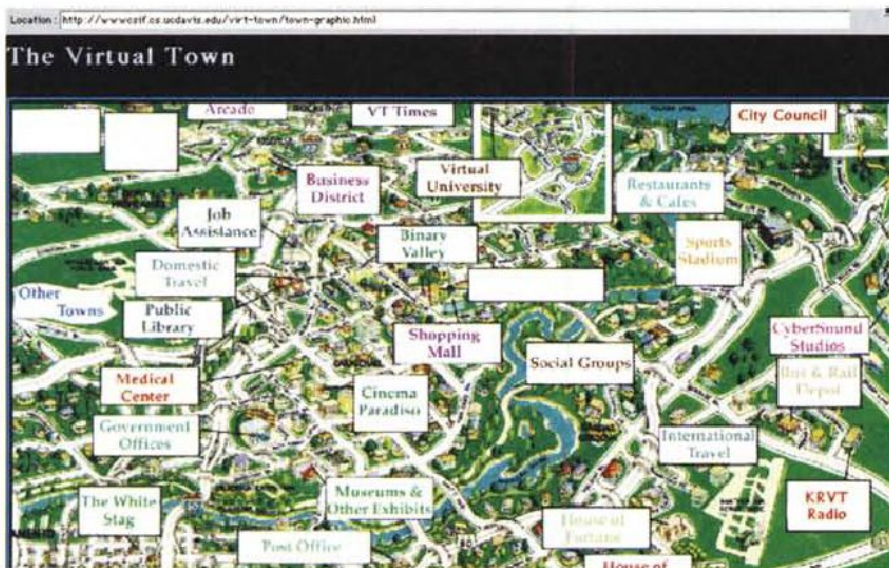 Location : http://wwwcsif.cs.ucdavis.edu/virt-town/town-graphic.html
The Virtual Town
Arcade
VT Times
City Council
Business
District
Virtual
University
Restaurants
& Cafes
Job
Assistance
Binary
Valley
Sports
Stadium
Domestic
Travel
Other
Towns
Public
Library
Shopping
Mall
CyberSound
Studios
Social Groups
Bus & Rail
Depot
Medical
Center
Cinema
Paradiso
Government
Offices
International
Travel
The White
Stag
Museums &
Other Exhibits
KRVT
Radio
House of
Fortune
Post Office
House of